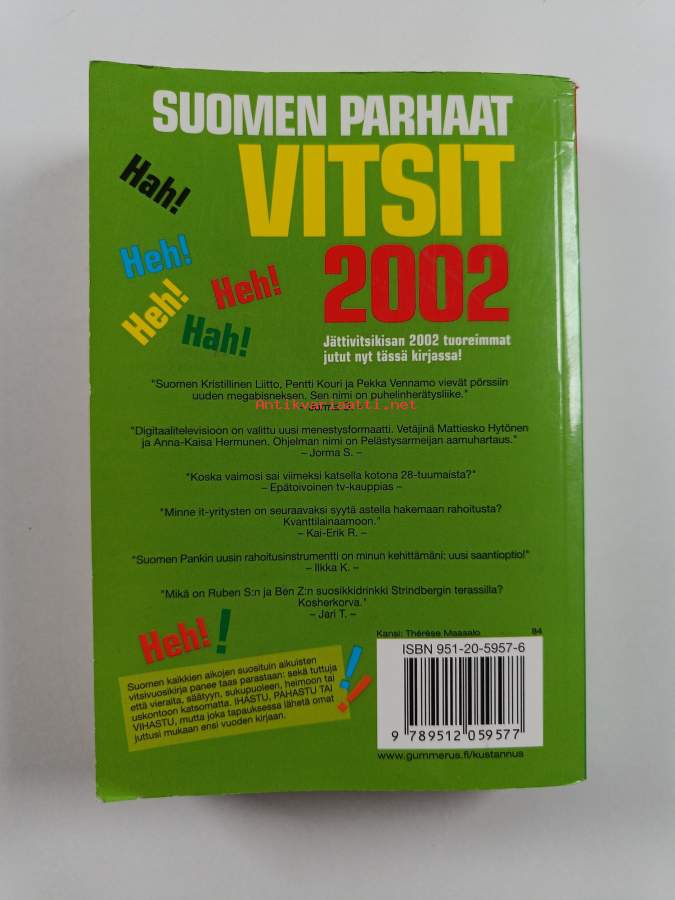 SUOMEN PARHAAT
VITSIT
2002
Hah!
Heh!
Heh!
Heh!
Hah!
Jättivitsikisan 2002 tuoreimmat
jutut nyt tässä kirjassa!
"Suomen Kristillinen Liitto, Pentti Kouri ja Pekka Vennamo vievät pörssiin
uuden megabisneksen. Sen nimi on puhelinherätysliike."
Antikvariaatti.net
"Digitaalitelevisioon on valittu uusi menestysformaatti. Vetäjinä Mattiesko Hytönen
ja Anna-Kaisa Hermunen. Ohjelman nimi on Pelästysarmeijan aamuhartaus."
– Jorma S. –
"Koska vaimosi sai viimeksi katsella kotona 28-tuumaista?"
– Epätoivoinen tv-kauppias –
"Minne it-yritysten on seuraavaksi syytä astella hakemaan rahoitusta?
Kvanttilainaamoon."
– Kai-Erik R. –
"Suomen Pankin uusin rahoitusinstrumentti on minun kehittämäni: uusi saantioptio!"
– Ilkka K. –
"Mikä on Ruben S:n ja Ben Z:n suosikkidrinkki Strindbergin terassilla?
Kosherkorva."
– Jari T. –
Heh!!
Suomen kaikkien aikojen suosituin aikuisten
vitsivuosikirja panee taas parastaan: sekä tuttuja
että vieraita, säätyyn, sukupuoleen, heimoon tai
uskontoon katsomatta. IHASTU, PAHASTU TAI
VIHASTU, mutta joka tapauksessa lähetä omat
juttusi mukaan ensi vuoden kirjaan.
!!
Kansi: Thérèse Maasalo
84
ISBN 951-20-5957-6
9 789512 059577
www.gummerus.fi/kustannus